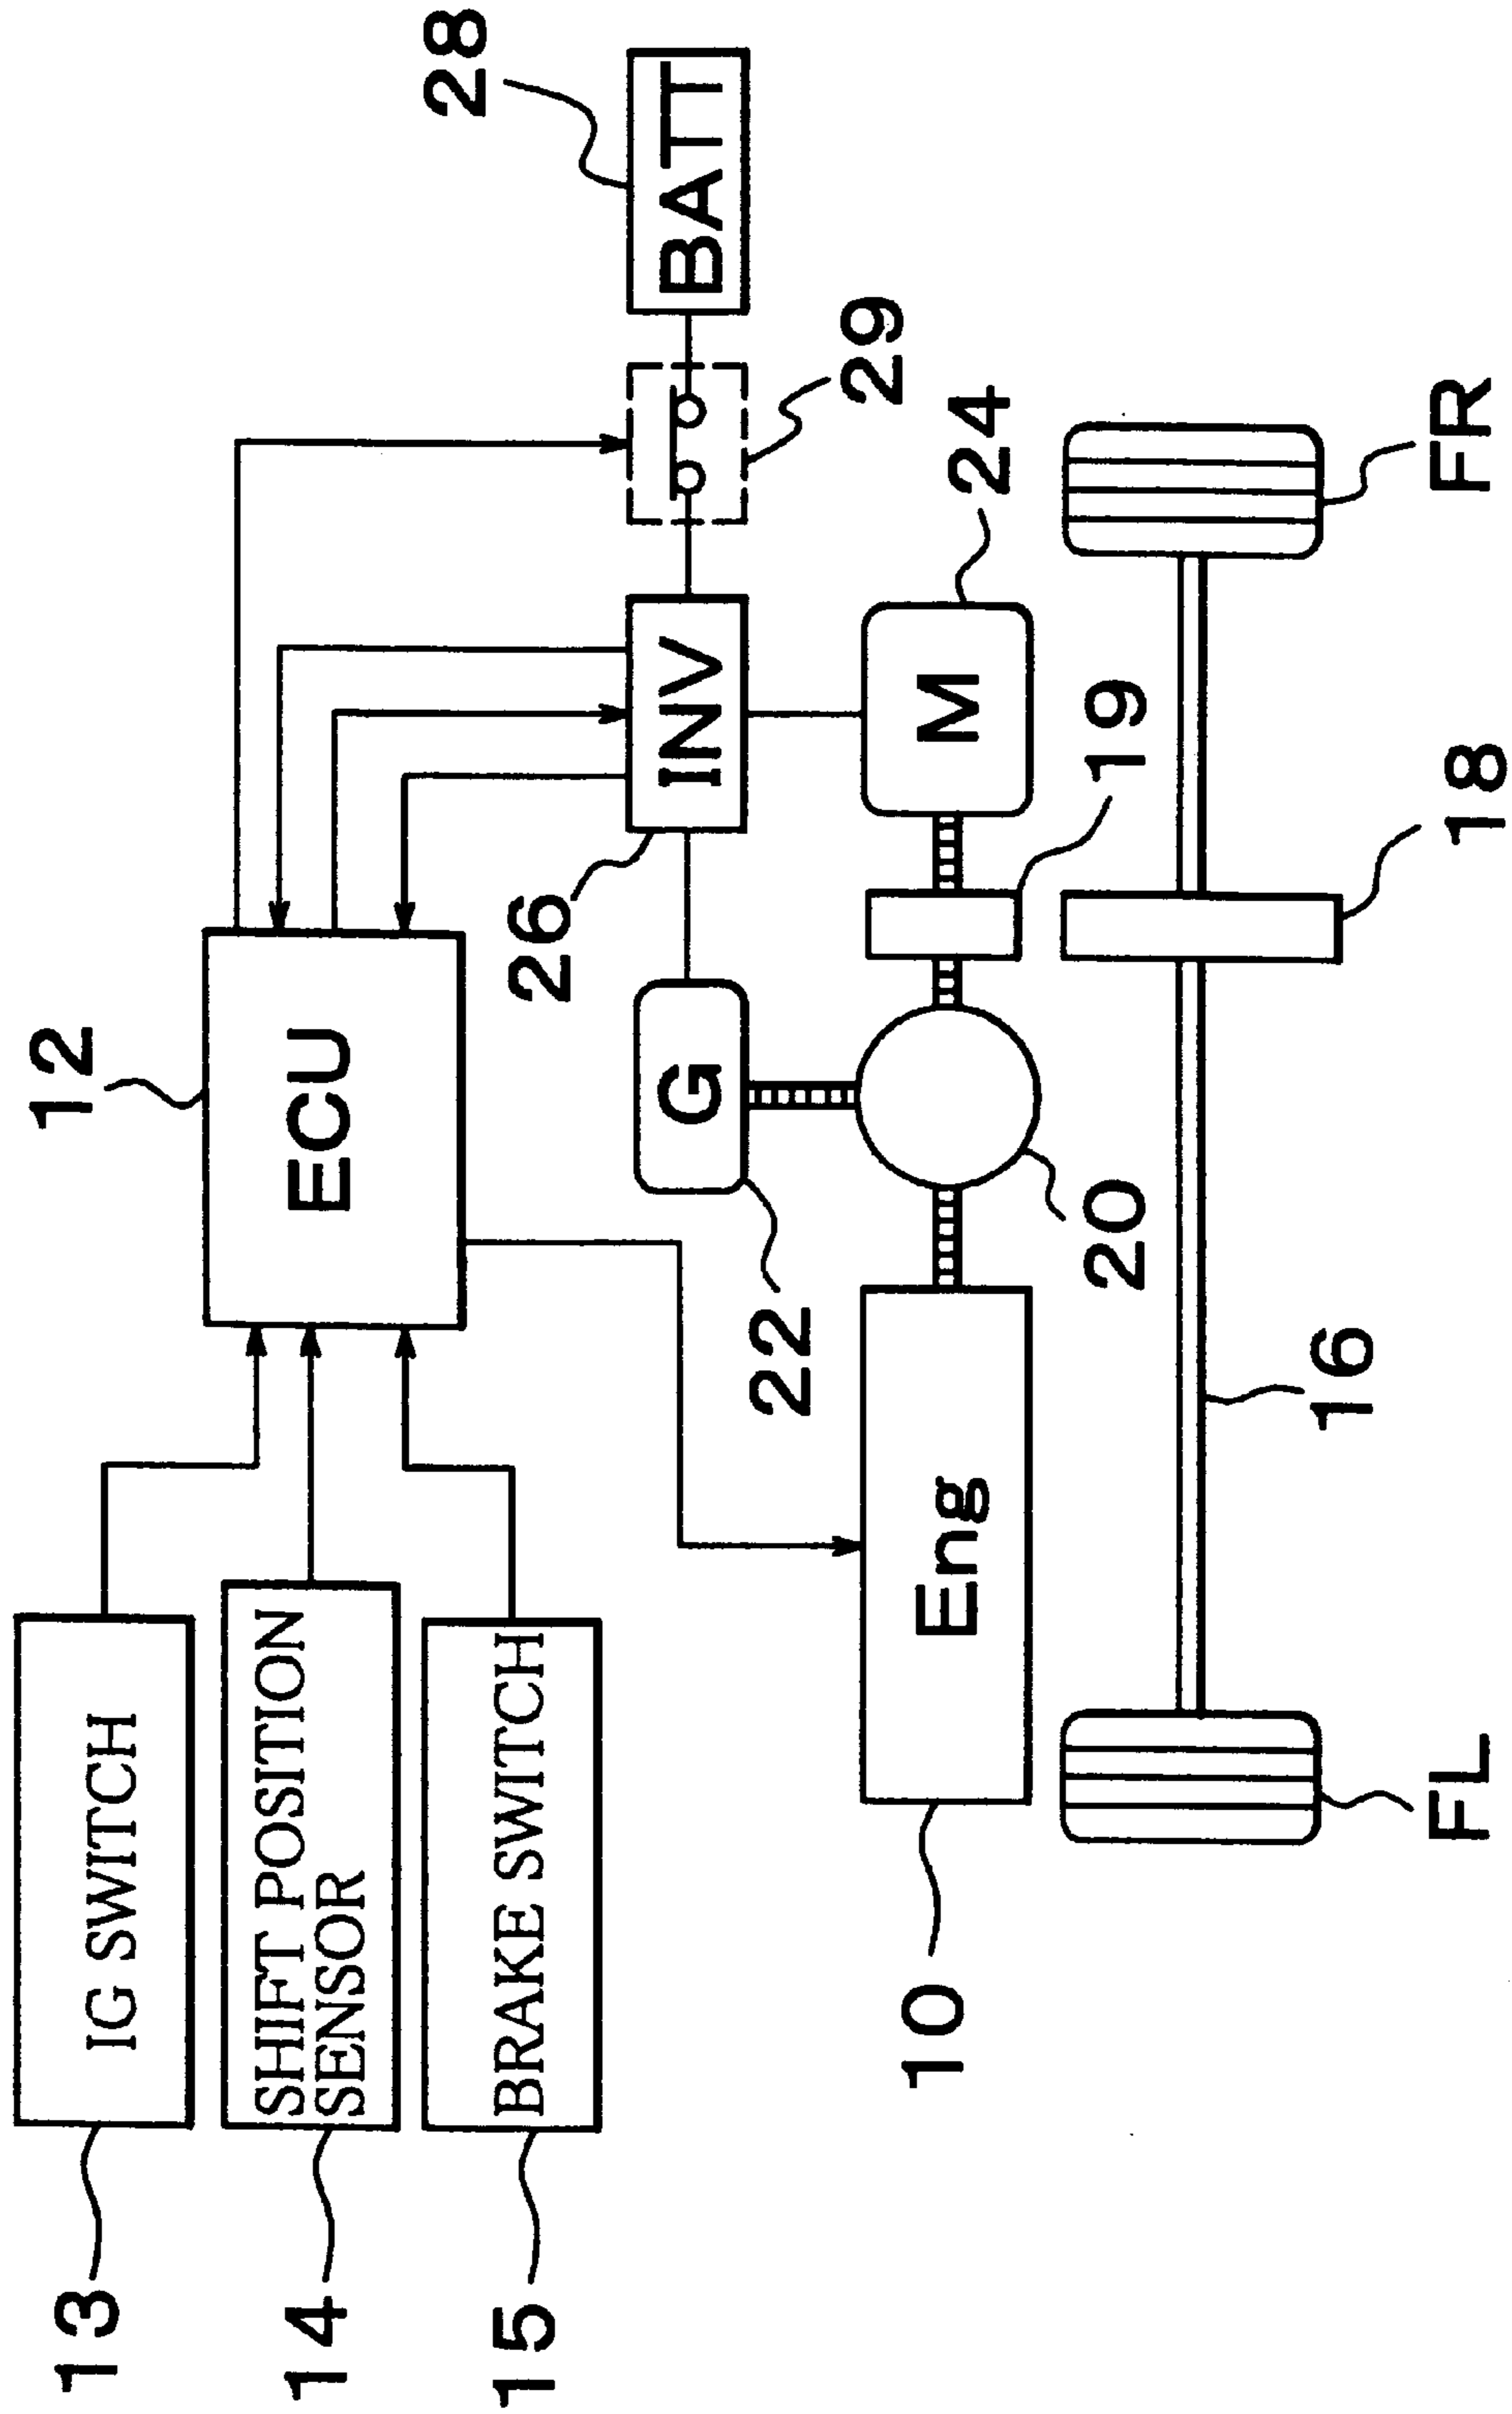 13
IG SWITCH
12
14
SHIFT POSITION
SENSOR
ECU
28
15
BRAKE SWITCH
26
BATT
INV
G
29
22
24
10
Eng
M
20
19
16
18
FL
FR